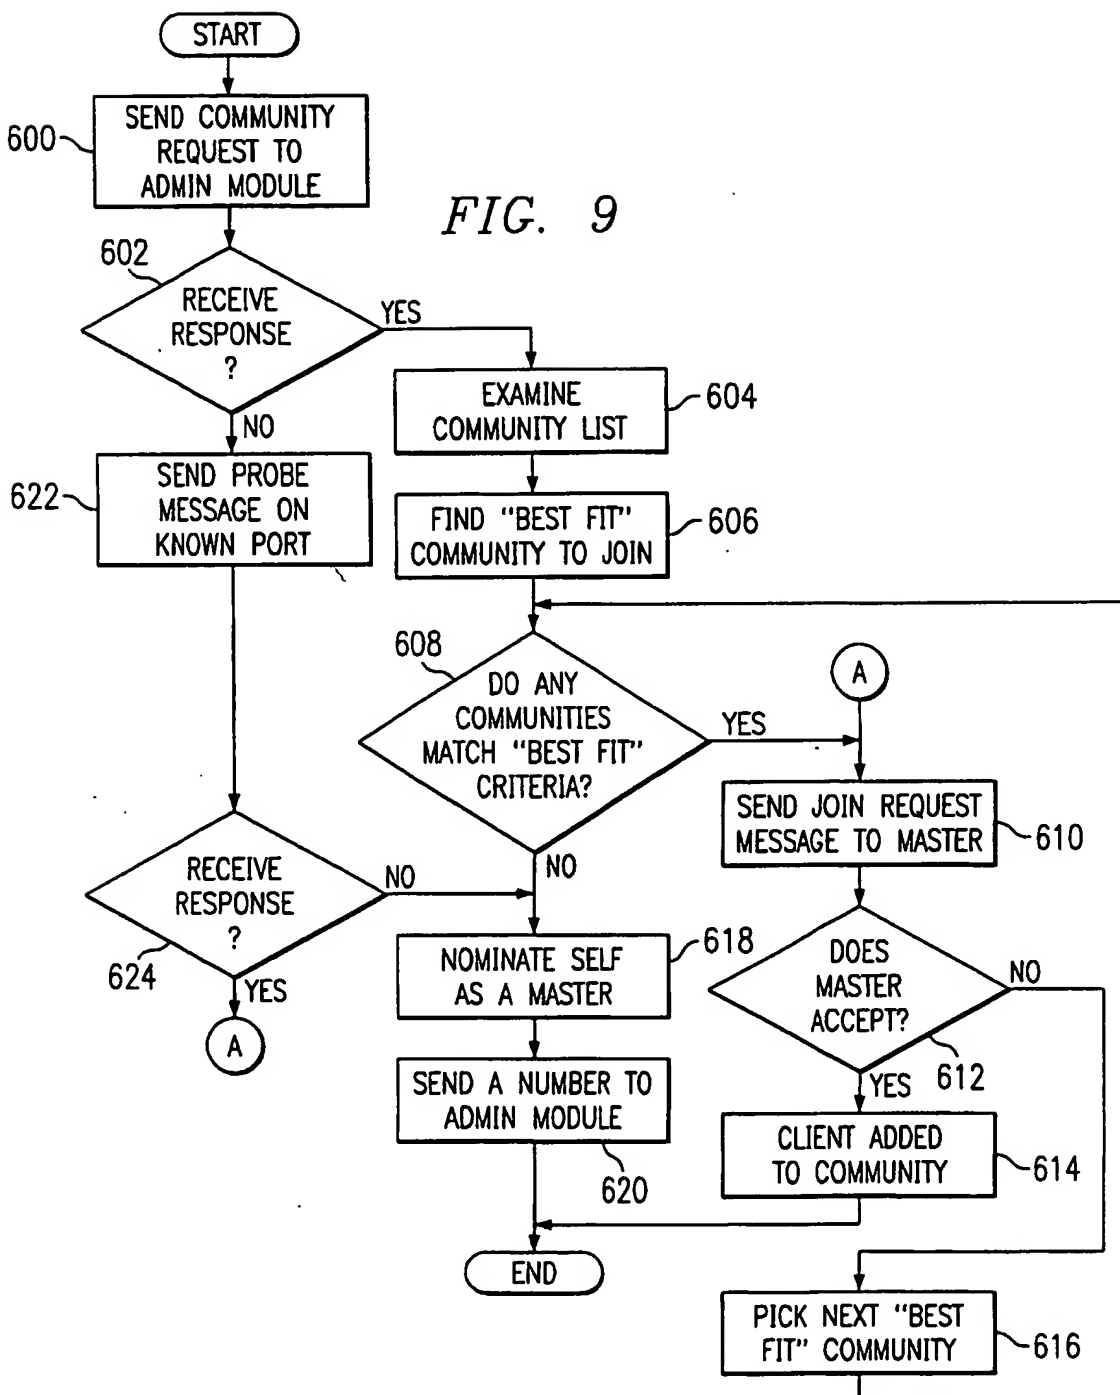 START
600
SEND COMMUNITY
REQUEST TO
ADMIN MODULE
FIG. 9
602
RECEIVE
RESPONSE
?
YES
NO
EXAMINE
COMMUNITY LIST
604
622
SEND PROBE
MESSAGE ON
KNOWN PORT
FIND "BEST FIT"
COMMUNITY TO JOIN
606
608
DO ANY
COMMUNITIES
MATCH "BEST FIT"
CRITERIA?
YES
NO
A
SEND JOIN REQUEST
MESSAGE TO MASTER
610
RECEIVE
RESPONSE
?
NO
624
YES
A
NOMINATE SELF
AS A MASTER
618
DOES
MASTER
ACCEPT?
NO
612
YES
SEND A NUMBER TO
ADMIN MODULE
620
CLIENT ADDED
TO COMMUNITY
614
END
PICK NEXT "BEST
FIT" COMMUNITY
616